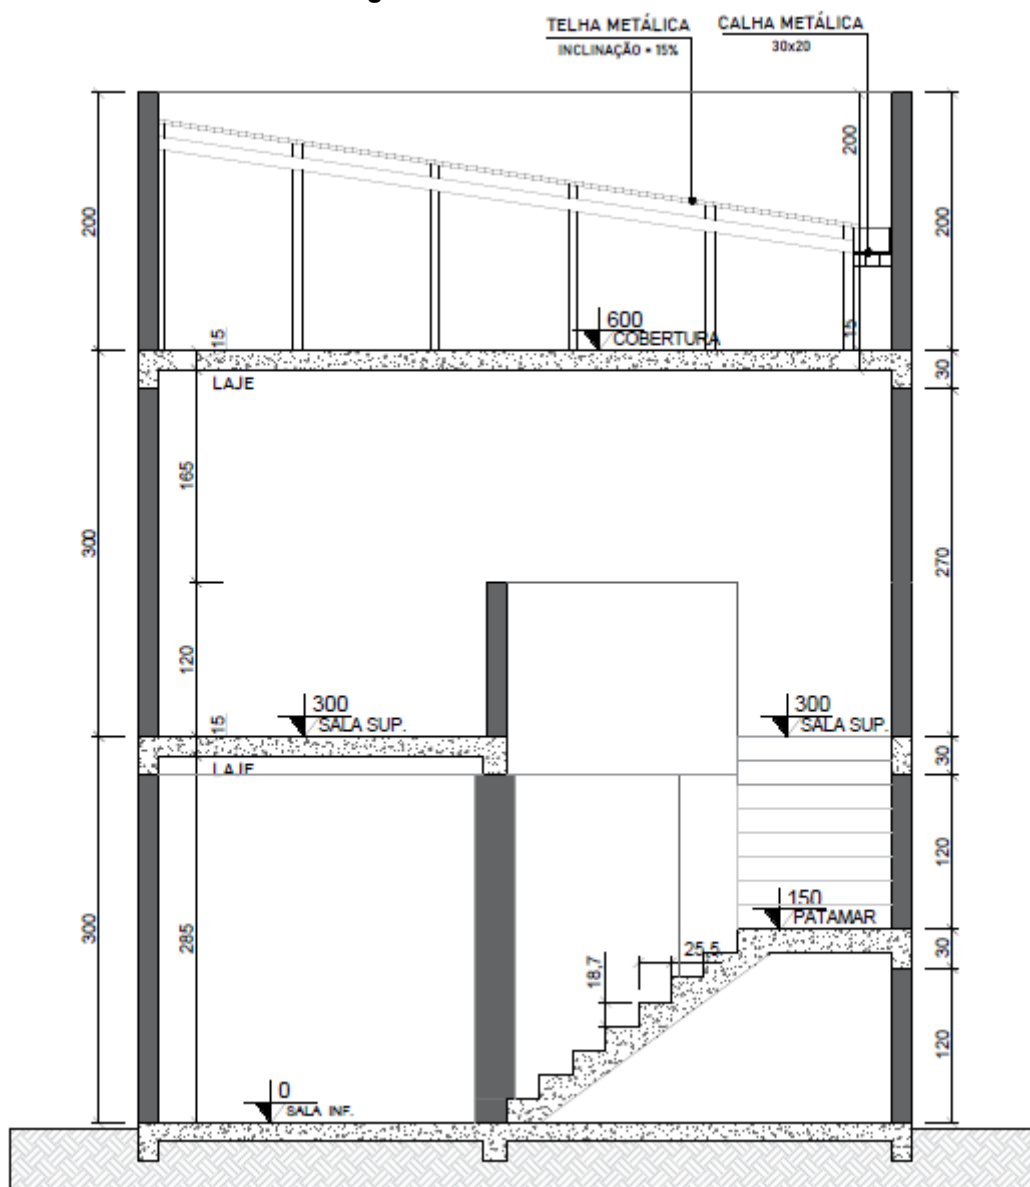 TELHA METÁLICA
INCLINAÇÃO = 15%
CALHA METÁLICA
30x20
200
200
200
15
600
COBERTURA
15
LAJE
30
165
300
270
120
300
SALA SUP.
300
SALA SUP.
15
LAJE
30
120
150
PATAMAR
300
285
25,5
18,7
30
120
0
SALA INF.